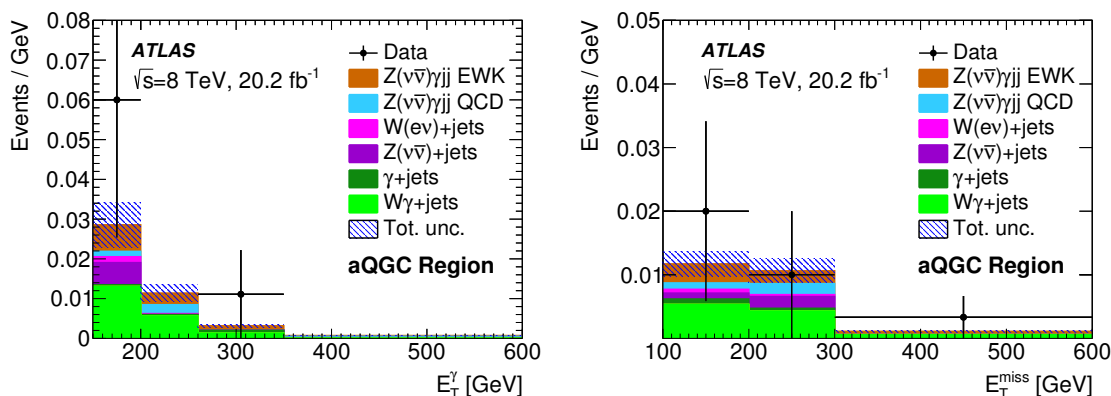 Events / GeV
0.08
0.06
0.05
0.04
0.03
0.02
0.01
0
200 300 400 500 600
E_T^γ [GeV]
ATLAS
√s=8 TeV, 20.2 fb⁻¹
Data
Z(νν̅)γjj EWK
Z(νν̅)γjj QCD
W(eν)+jets
Z(νν̅)+jets
γ+jets
Wγ+jets
Tot. unc.
aQGC Region
Events / GeV
0.05
0.04
0.03
0.02
0.01
100 200 300 400 500 600
E_T^miss [GeV]
ATLAS
√s=8 TeV, 20.2 fb⁻¹
Data
Z(νν̅)γjj EWK
Z(νν̅)γjj QCD
W(eν)+jets
Z(νν̅)+jets
γ+jets
Wγ+jets
Tot. unc.
aQGC Region